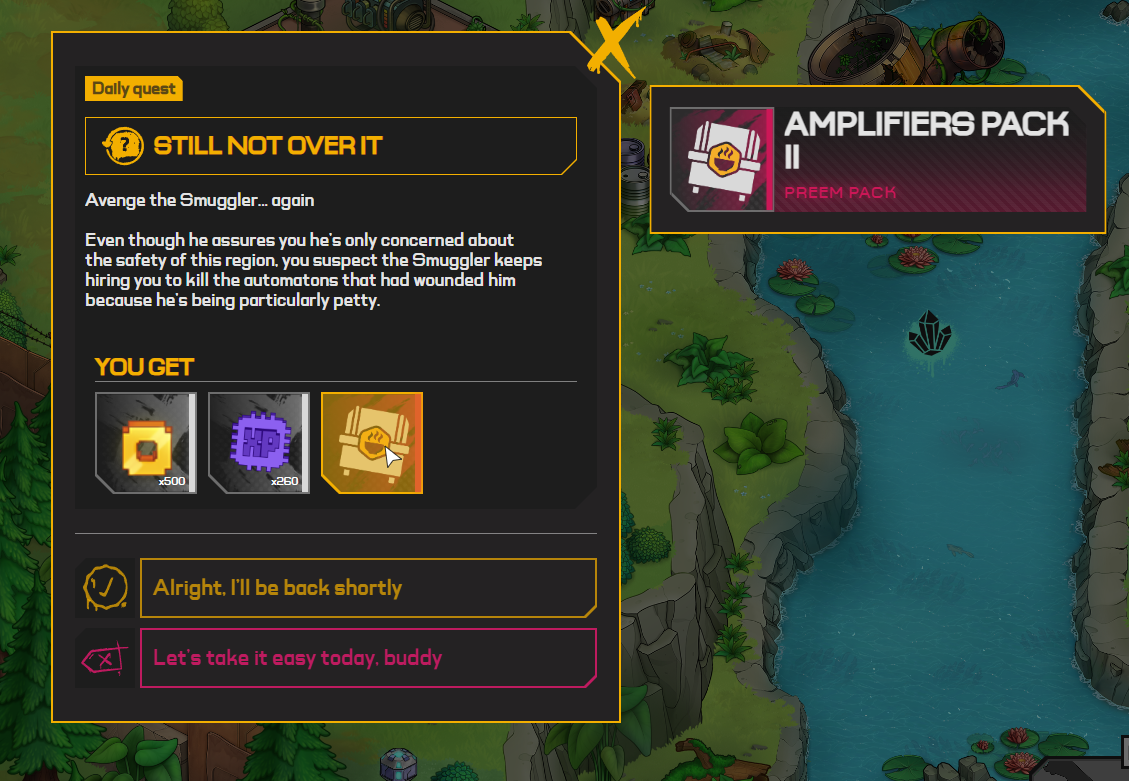 Daily quest
STILL NOT OVER IT
Avenge the Smuggler... again
Even though he assures you he's only concerned about
the safety of this region, you suspect the Smuggler keeps
hiring you to kill the automatons that had wounded him
because he's being particularly petty.
YOU GET
x500
XP
x260
Alright, I'll be back shortly
Let's take it easy today, buddy
AMPLIFIERS PACK
II
PREEM PACK